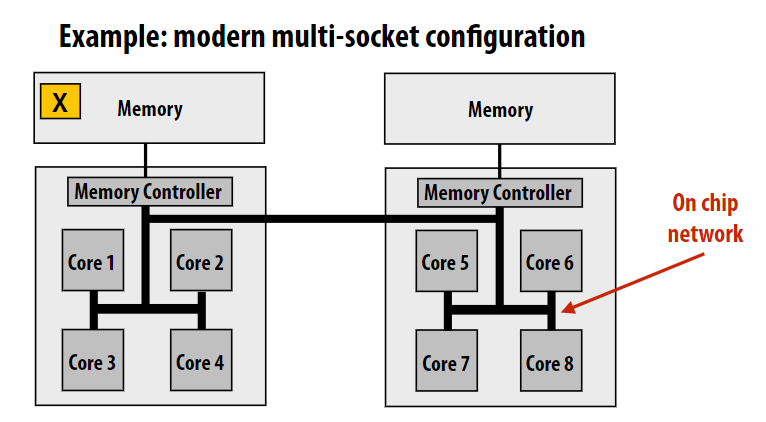 Example: modern multi-socket configuration
X
Memory
Memory
Memory Controller
Memory Controller
On chip
network
Core 1
Core 2
Core 5
Core 6
Core 3
Core 4
Core 7
Core 8